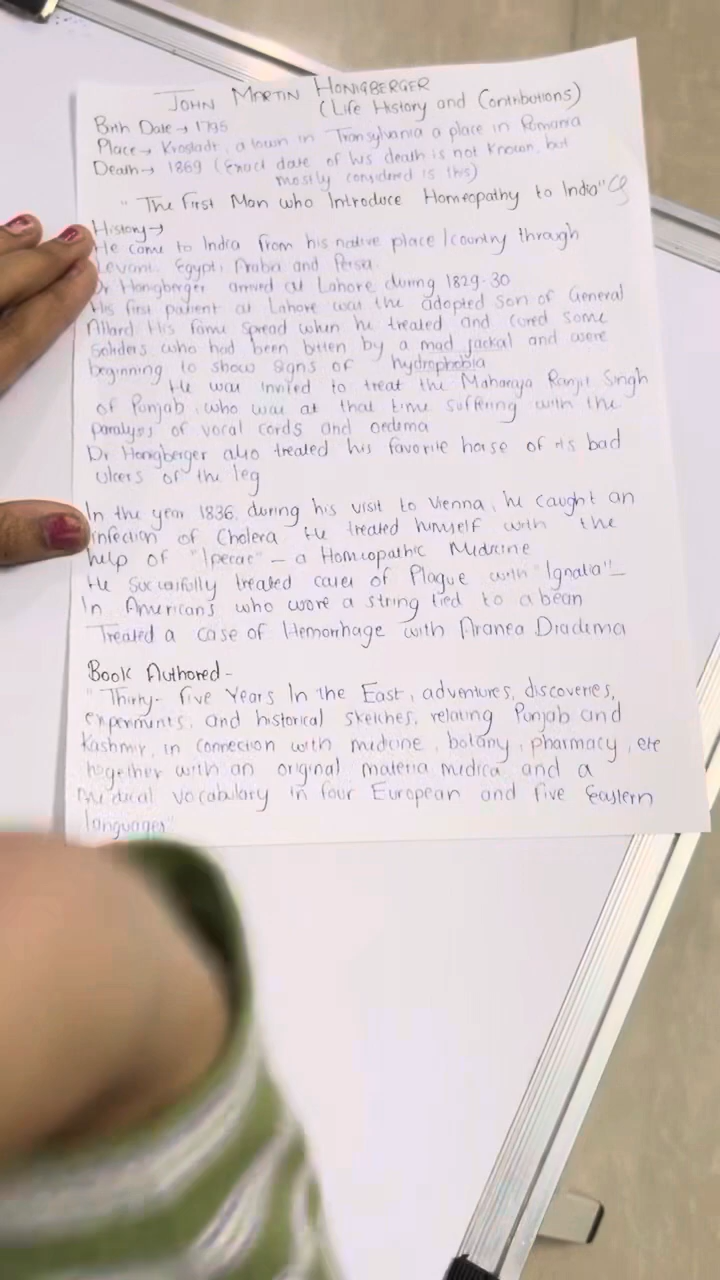 JOHN MARTIN HONIGBERGER
(Life History and Contributions)
Birth Date → 1795
Place → Kronstadt, a town in Transylvania a place in Romania
Death → 1869 (Exact date of his death is not known, but
mostly considered is this)
"The First Man who Introduce Homeopathy to India"
History →
He came to India from his native place / country through
Levant, Egypt, Arabia and Persia
Dr Honigberger arrived at Lahore during 1829-30
His first patient at Lahore was the adopted son of General
Allard. His fame spread when he treated and cured some
Soliders who had been bitten by a mad jackal and were
beginning to show signs of hydrophobia
He was invited to treat the Maharaja Ranjit Singh
of Punjab, who was at that time suffering with the
paralysis of vocal cords and oedema
Dr Honigberger also treated his favorite horse of its bad
ulcers of the leg
In the year 1836, during his visit to Vienna, he caught an
infection of Cholera He treated himself with the
help of "Ipecac" - a Homeopathic Medicine
He Successfully treated cases of Plague with "Ignatia" -
In Americans who wore a string tied to a bean
Treated a case of Hemorrhage with Aranea Diadema
Book Authored -
"Thirty- five Years In the East, adventures, discoveries,
experiments, and historical sketches, relating Punjab and
Kashmir, in connection with medicine, botany, pharmacy, etc
together with an original materia medica and a
medical vocabulary in four European and five Eastern
languages"